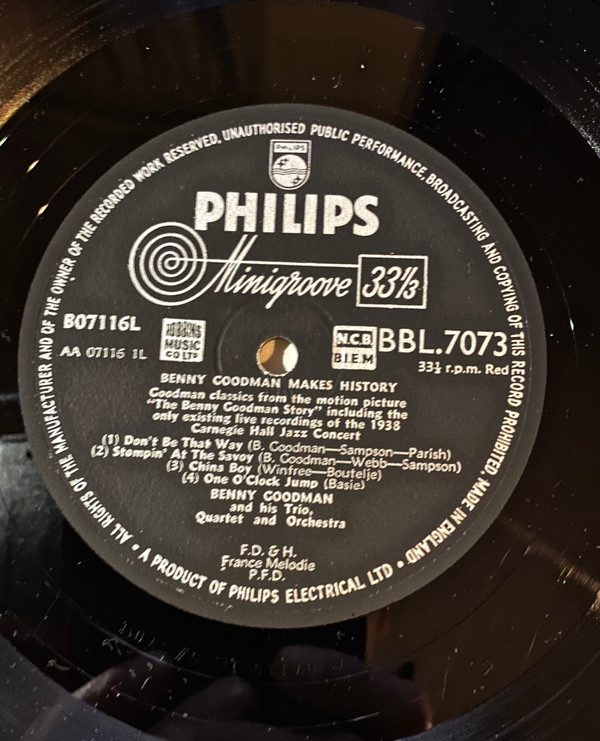 ALL RIGHTS OF THE MANUFACTURER AND OF THE OWNER OF THE RECORDED WORK RESERVED, UNAUTHORISED PUBLIC PERFORMANCE, BROADCASTING AND COPYING OF THIS RECORD PROHIBITED. MADE IN ENGLAND
PHILIPS
PHILIPS
Minigroove 33⅓
B07116L
ROBBINS
MUSIC
CO LTD
N.C.B.
B.I.E.M
BBL.7073
AA 07116 1L
33⅓ r.p.m. Red
BENNY GOODMAN MAKES HISTORY
Goodman classics from the motion picture
"The Benny Goodman Story" including the
only existing live recordings of the 1938
Carnegie Hall Jazz Concert
(1) Don't Be That Way (B. Goodman—Sampson—Parish)
(2) Stompin' At The Savoy (B. Goodman—Webb—Sampson)
(3) China Boy (Winfree—Boutelje)
(4) One O'Clock Jump (Basie)
BENNY GOODMAN
and his Trio,
Quartet and Orchestra
F.D. & H.
France Melodie
P.F.D.
• A PRODUCT OF PHILIPS ELECTRICAL LTD •